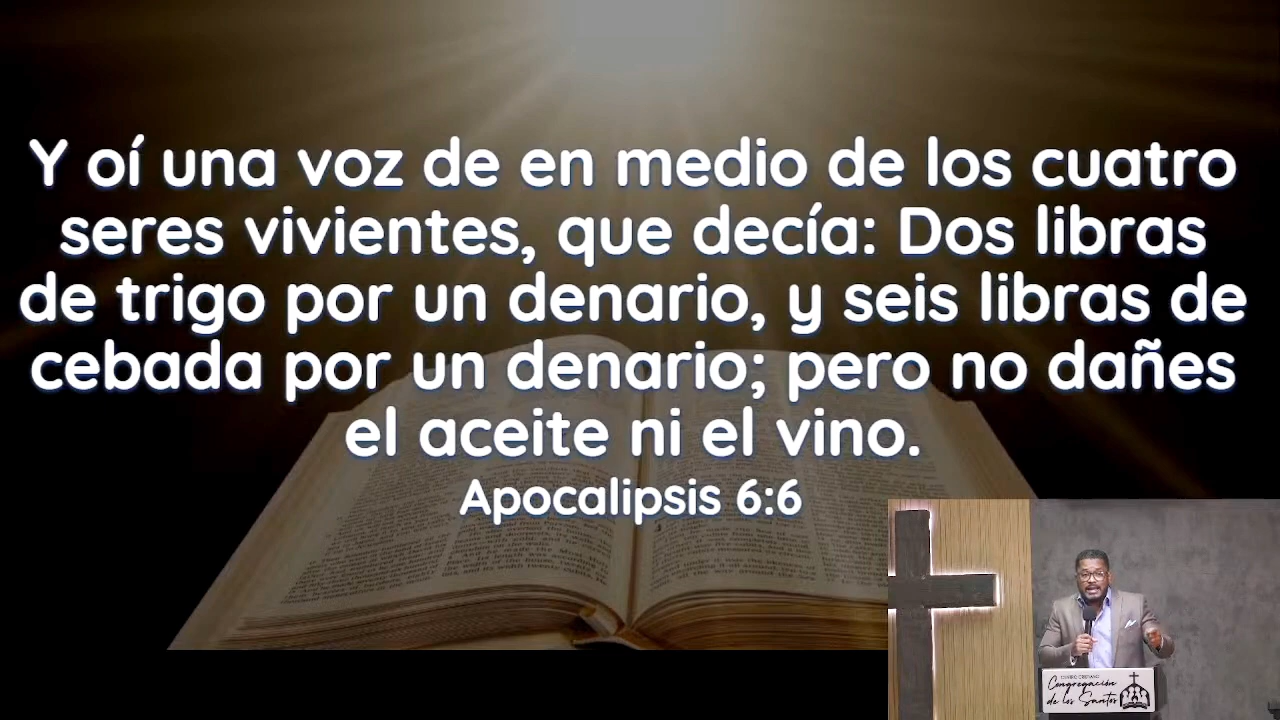 Y oí una voz de en medio de los cuatro
seres vivientes, que decía: Dos libras
de trigo por un denario, y seis libras de
cebada por un denario; pero no dañes
el aceite ni el vino.
Apocalipsis 6:6
CENTRO CRISTIANO
Congregación
de los Santos